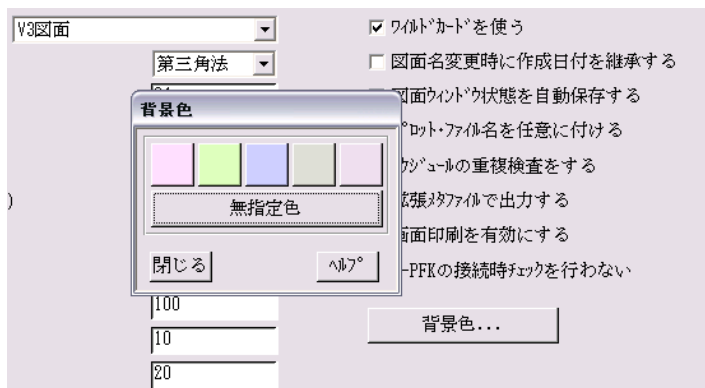 V3図面
第三角法
背景色
無指定色
閉じる
ヘルプ
100
10
20
ワイルドカードを使う
図面名変更時に作成日付を継承する
図面ウィンドウ状態を自動保存する
プロット・ファイル名を任意に付ける
の重複検査をする
拡張メタファイルで出力する
画面印刷を有効にする
-PFKの接続時チェックを行わない
背景色...
)